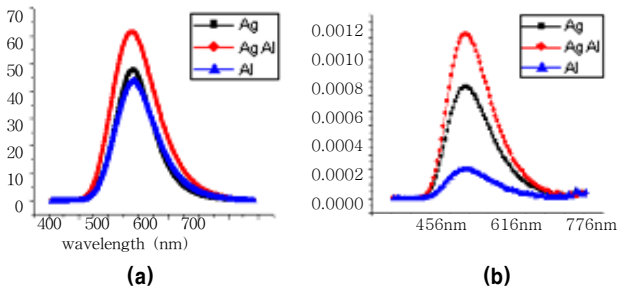 70
60
50
40
30
20
10
0
400 500 600 700
wavelength (nm)
Ag
Ag Al
Al
(a)
0.0012
0.0010
0.0008
0.0006
0.0004
0.0002
0.0000
456nm 616nm 776nm
Ag
Ag Al
Al
(b)